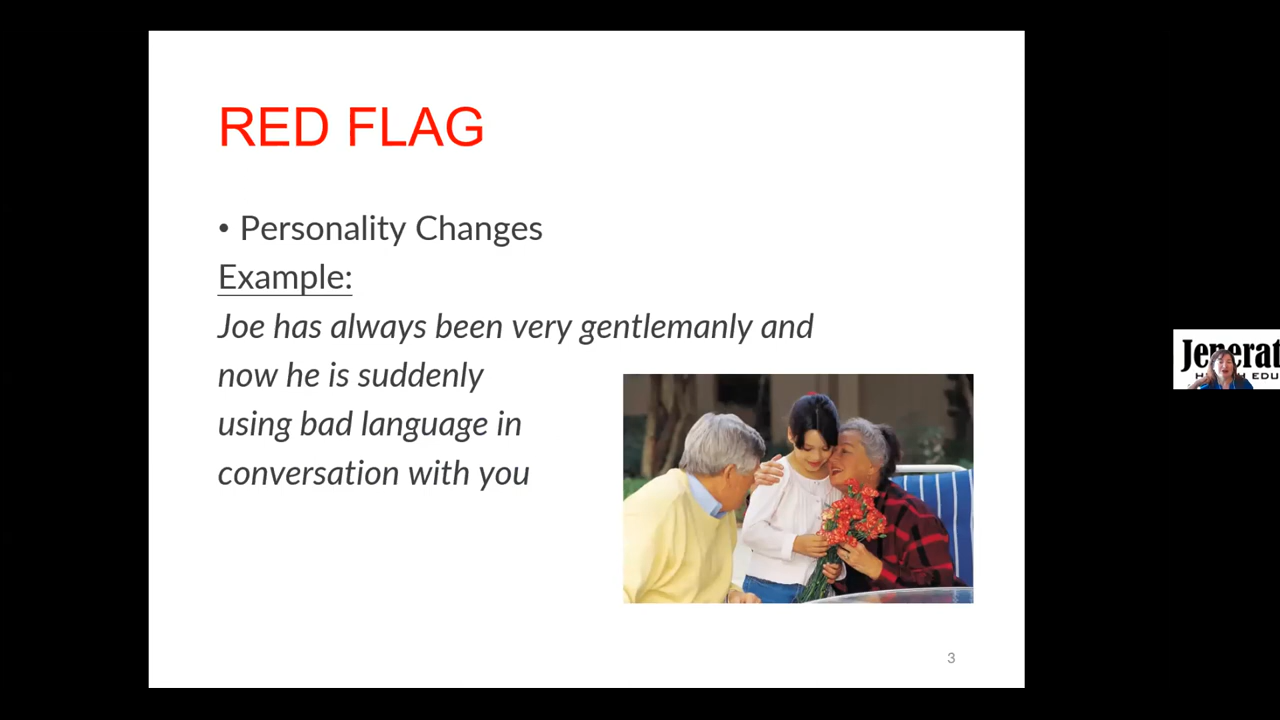 RED FLAG
• Personality Changes
Example:
Joe has always been very gentlemanly and
now he is suddenly
using bad language in
conversation with you
3